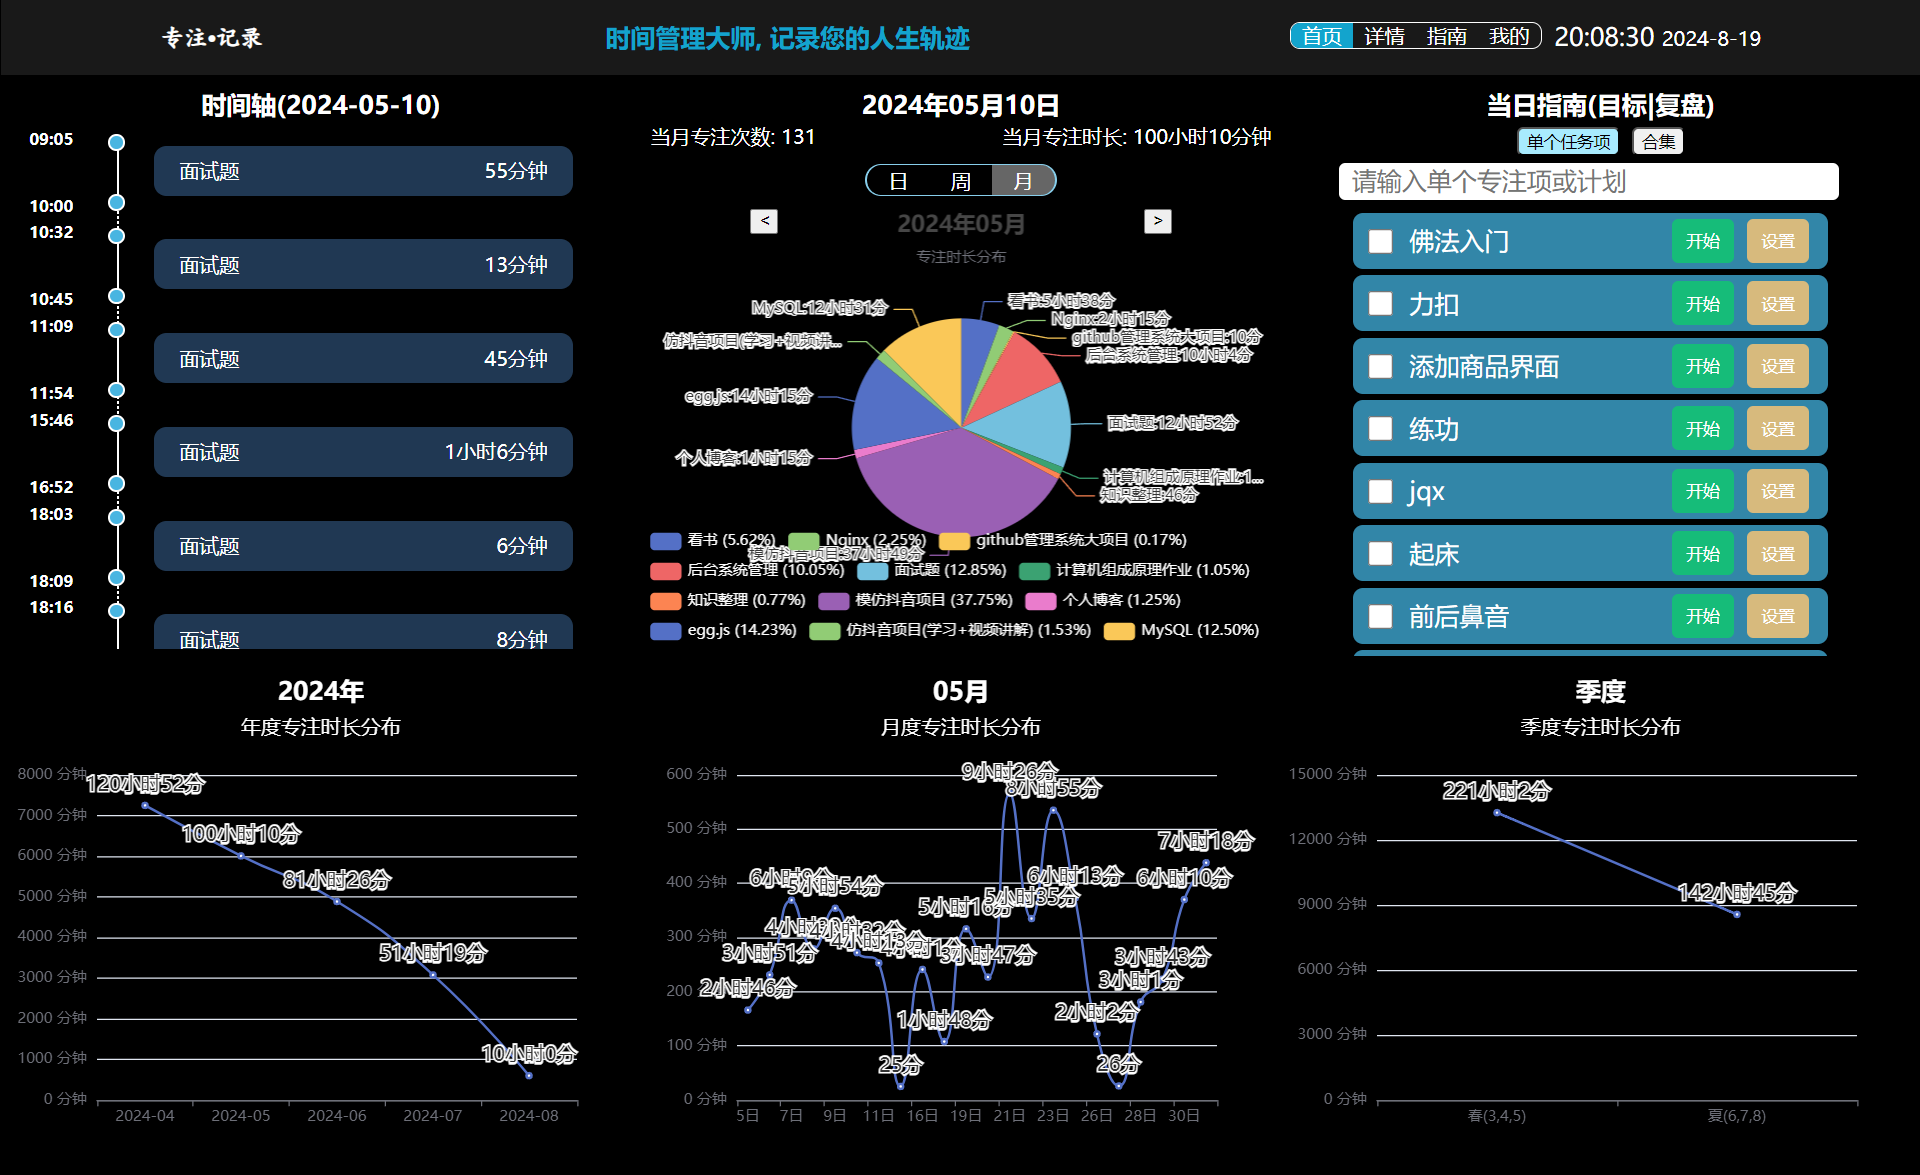 专注•记录
时间管理大师, 记录您的人生轨迹
首页 详情 指南 我的 20:08:30 2024-8-19
时间轴(2024-05-10)
09:05
面试题 55分钟
10:00
10:32
面试题 13分钟
10:45
11:09
面试题 45分钟
11:54
15:46
面试题 1小时6分钟
16:52
18:03
面试题 6分钟
18:09
18:16
面试题 8分钟
2024年05月10日
当月专注次数: 131 当月专注时长: 100小时10分钟
日 周 月
< 2024年05月 >
专注时长分布
看书:5小时38分
Nginx:2小时15分
github管理系统大项目:10分
后台系统管理:10小时4分
面试题:12小时52分
计算机组成原理作业:1...
知识整理:46分
模仿抖音项目:37小时49分
个人博客:1小时15分
egg.js:14小时15分
仿抖音项目(学习+视频讲...
MySQL:12小时31分
看书 (5.62%) Nginx (2.25%) github管理系统大项目 (0.17%)
后台系统管理 (10.05%) 面试题 (12.85%) 计算机组成原理作业 (1.05%)
知识整理 (0.77%) 模仿抖音项目 (37.75%) 个人博客 (1.25%)
egg.js (14.23%) 仿抖音项目(学习+视频讲解) (1.53%) MySQL (12.50%)
当日指南(目标|复盘)
单个任务项 合集
请输入单个专注项或计划
佛法入门 开始 设置
力扣 开始 设置
添加商品界面 开始 设置
练功 开始 设置
jqx 开始 设置
起床 开始 设置
前后鼻音 开始 设置
2024年
年度专注时长分布
8000 分钟
7000 分钟
6000 分钟
5000 分钟
4000 分钟
3000 分钟
2000 分钟
1000 分钟
0 分钟
120小时52分
100小时10分
81小时26分
51小时19分
10小时0分
2024-04 2024-05 2024-06 2024-07 2024-08
05月
月度专注时长分布
600 分钟
500 分钟
400 分钟
300 分钟
200 分钟
100 分钟
0 分钟
2小时46分
3小时51分
5小时54分
25分
1小时48分
5小时16分
3小时47分
9小时26分
5小时35分
8小时55分
6小时13分
2小时2分
26分
3小时1分
3小时43分
6小时10分
7小时18分
5日 7日 9日 11日 16日 19日 21日 23日 26日 28日 30日
季度
季度专注时长分布
15000 分钟
12000 分钟
9000 分钟
6000 分钟
3000 分钟
0 分钟
221小时2分
142小时45分
春(3,4,5) 夏(6,7,8)